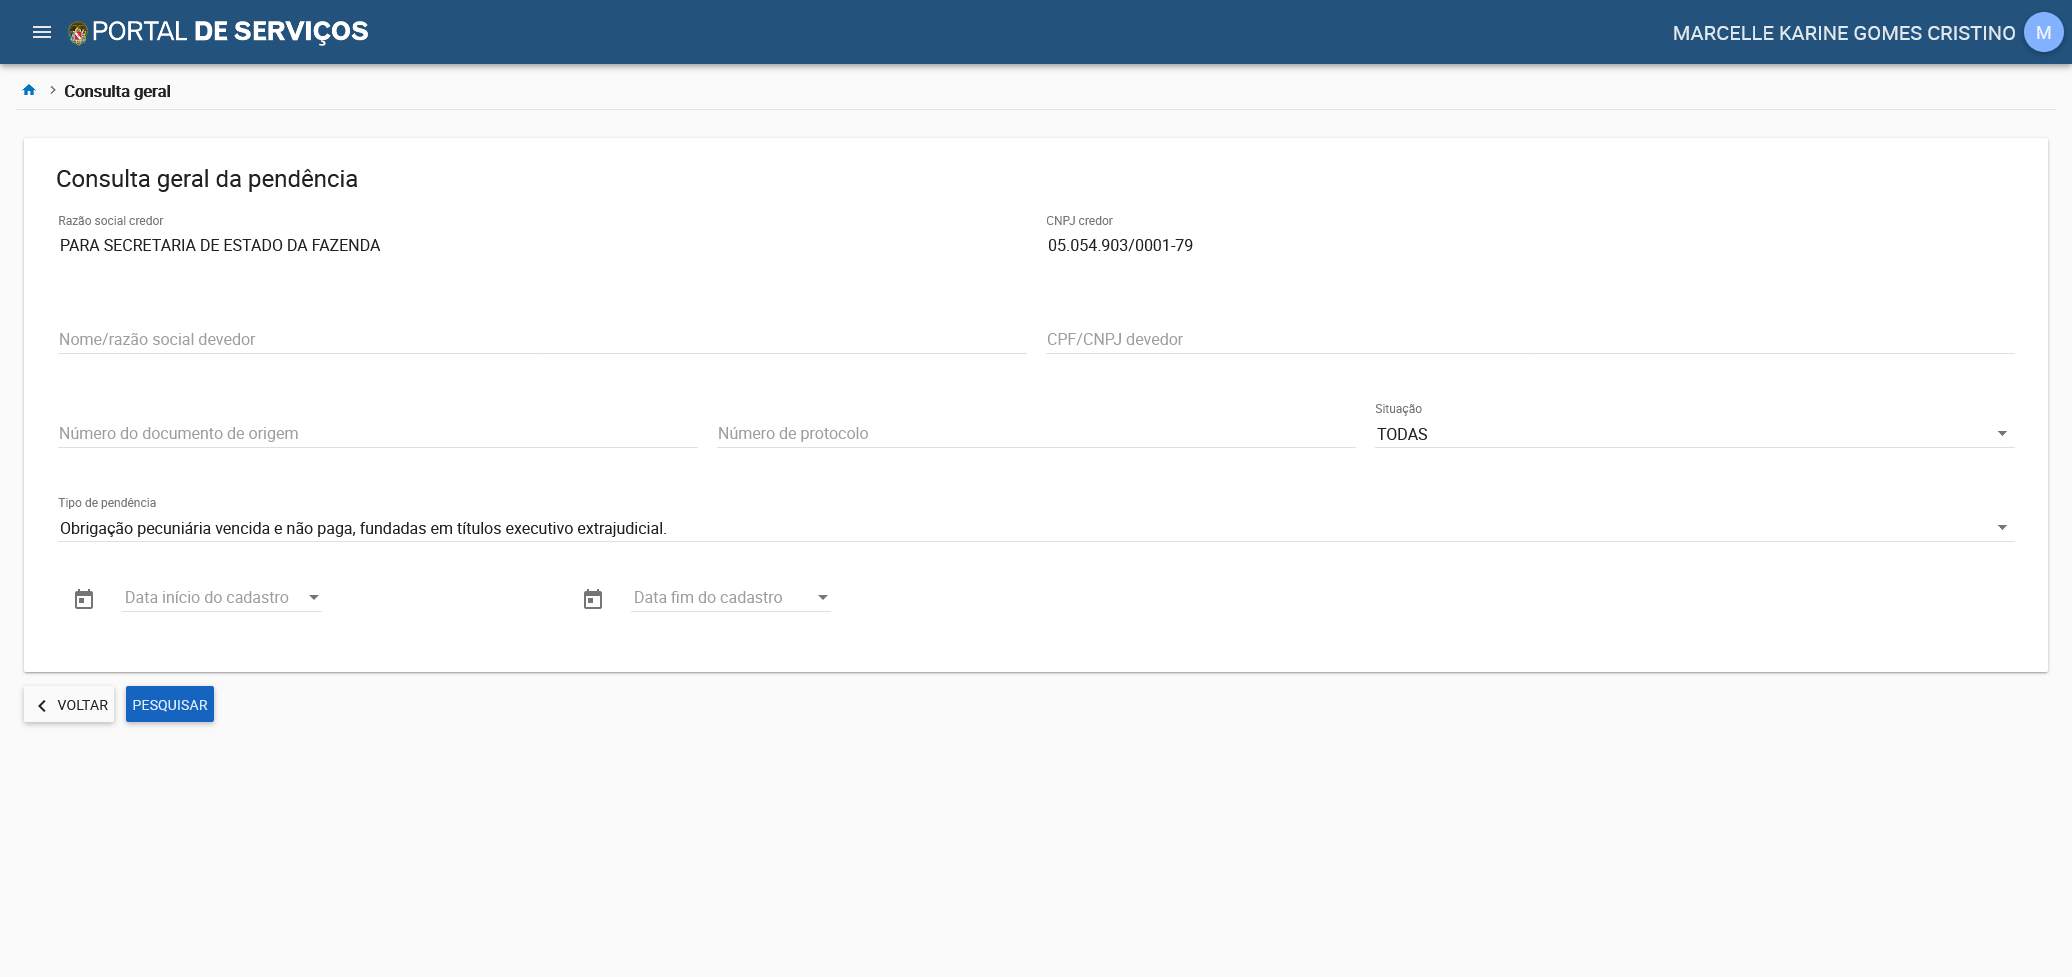 PORTAL DE SERVIÇOS
MARCELLE KARINE GOMES CRISTINO M
Consulta geral
Consulta geral da pendência
Razão social credor
CNPJ credor
PARA SECRETARIA DE ESTADO DA FAZENDA
05.054.903/0001-79
Nome/razão social devedor
CPF/CNPJ devedor
Situação
Número do documento de origem
Número de protocolo
TODAS
Tipo de pendência
Obrigação pecuniária vencida e não paga, fundadas em títulos executivo extrajudicial.
Data início do cadastro
Data fim do cadastro
VOLTAR
PESQUISAR